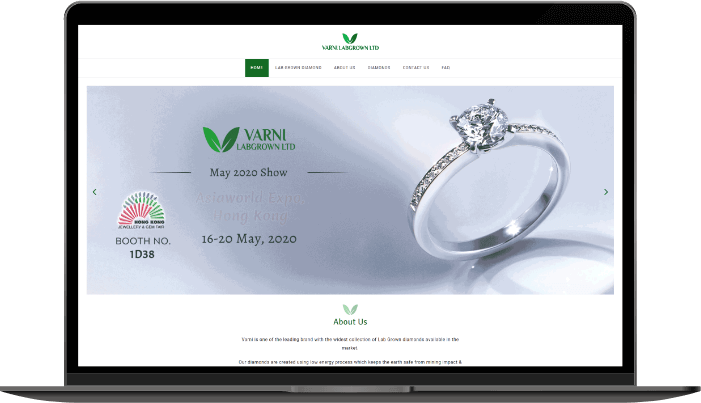 VARNI LABGROWN LTD
HOME LAB GROWN DIAMOND ABOUT US DIAMONDS CONTACT US FAQ
VARNI
LABGROWN LTD
May 2020 Show
Asiaworld Expo,
Hong Kong
16-20 May, 2020
HONG KONG
JEWELLERY & GEM FAIR
BOOTH NO.
1D38
About Us
Varni is one of the leading brand with the widest collection of Lab Grown diamonds available in the
market.
Our diamonds are created using low energy process which keeps the earth safe from mining impact &